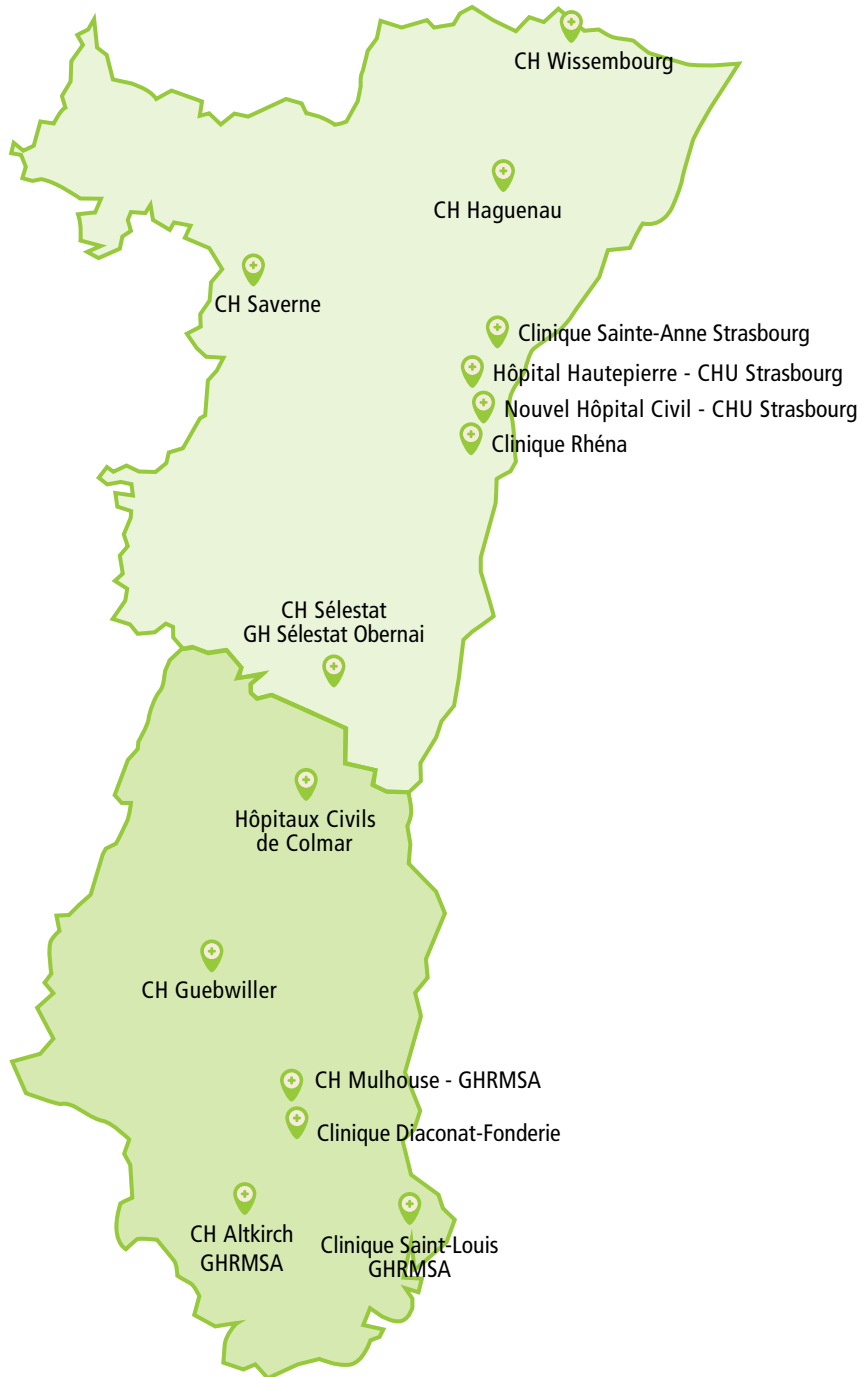 CH Wissembourg
CH Haguenau
CH Saverne
Clinique Sainte-Anne Strasbourg
Hôpital Hautepierre - CHU Strasbourg
Nouvel Hôpital Civil - CHU Strasbourg
Clinique Rhéna
CH Sélestat
GH Sélestat Obernai
Hôpitaux Civils
de Colmar
CH Guebwiller
CH Mulhouse - GHRMSA
Clinique Diaconat-Fonderie
CH Altkirch
GHRMSA
Clinique Saint-Louis
GHRMSA